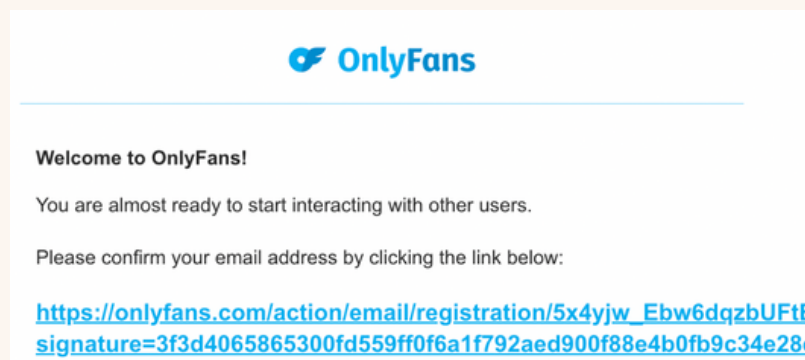 OnlyFans
Welcome to OnlyFans!
You are almost ready to start interacting with other users.
Please confirm your email address by clicking the link below:
https://onlyfans.com/action/email/registration/5x4yjw_Ebw6dqzbUFtE
signature=3f3d4065865300fd559ff0f6a1f792aed900f88e4b0fb9c34e28